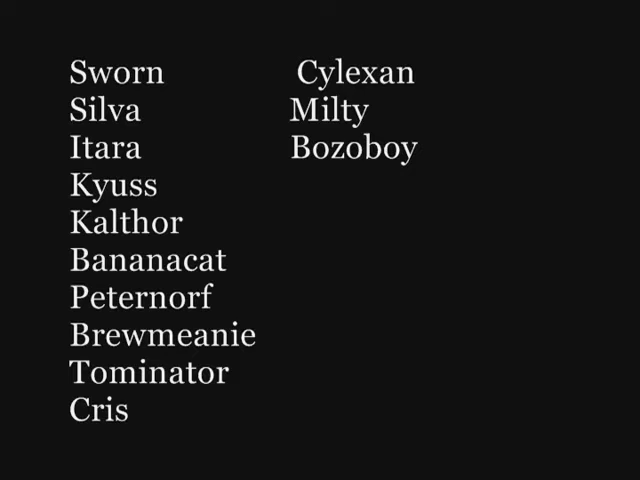 Sworn
Silva
Itara
Kyuss
Kalthor
Bananacat
Peternorf
Brewmeanie
Tominator
Cris
Cylexan
Milty
Bozoboy